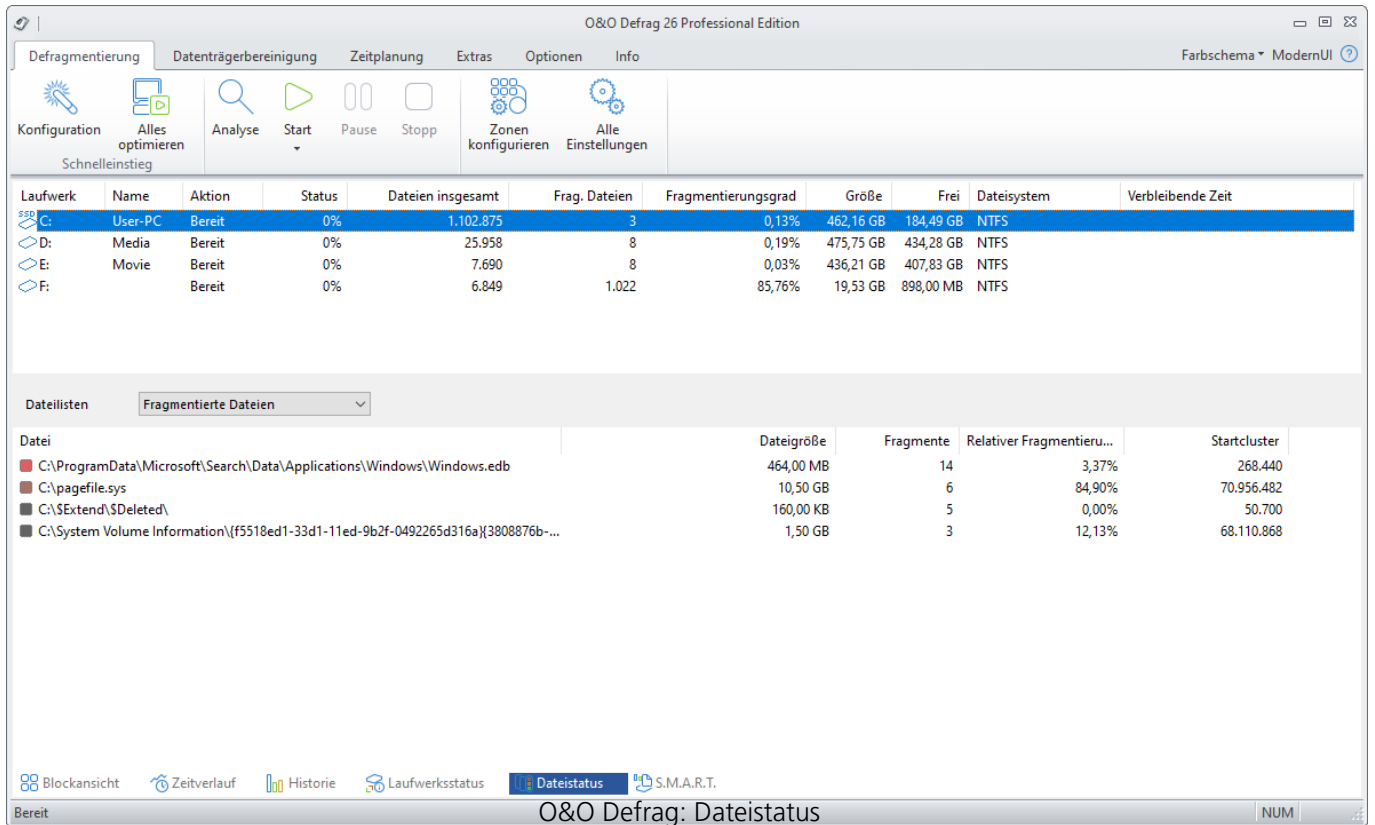 O&O Defrag 26 Professional Edition
Defragmentierung Datenträgerbereinigung Zeitplanung Extras Optionen Info Farbschema ModernUI ?
Konfiguration Alles optimieren Analyse Start Pause Stopp Zonen konfigurieren Alle Einstellungen
Schnelleinstieg
Laufwerk Name Aktion Status Dateien insgesamt Frag. Dateien Fragmentierungsgrad Größe Frei Dateisystem Verbleibende Zeit
SSD C: User-PC Bereit 0% 1.102.875 3 0,13% 462,16 GB 184,49 GB NTFS
D: Media Bereit 0% 25.958 8 0,19% 475,75 GB 434,28 GB NTFS
E: Movie Bereit 0% 7.690 8 0,03% 436,21 GB 407,83 GB NTFS
F: Bereit 0% 6.849 1.022 85,76% 19,53 GB 898,00 MB NTFS
Dateilisten Fragmentierte Dateien
Datei Dateigröße Fragmente Relativer Fragmentieru... Startcluster
C:\ProgramData\Microsoft\Search\Data\Applications\Windows\Windows.edb 464,00 MB 14 3,37% 268.440
C:\pagefile.sys 10,50 GB 6 84,90% 70.956.482
C:\$Extend\$Deleted\ 160,00 KB 5 0,00% 50.700
C:\System Volume Information\{f5518ed1-33d1-11ed-9b2f-0492265d316a}{3808876b-... 1,50 GB 3 12,13% 68.110.868
Blockansicht Zeitverlauf Historie Laufwerksstatus Dateistatus S.M.A.R.T.
Bereit O&O Defrag: Dateistatus NUM